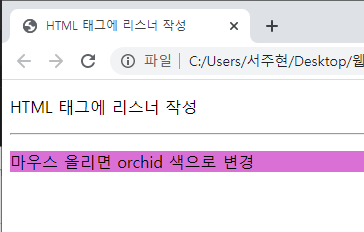 HTML 태그에 리스너 작성
파일 C:/Users/서주현/Desktop/웹
HTML 태그에 리스너 작성
마우스 올리면 orchid 색으로 변경